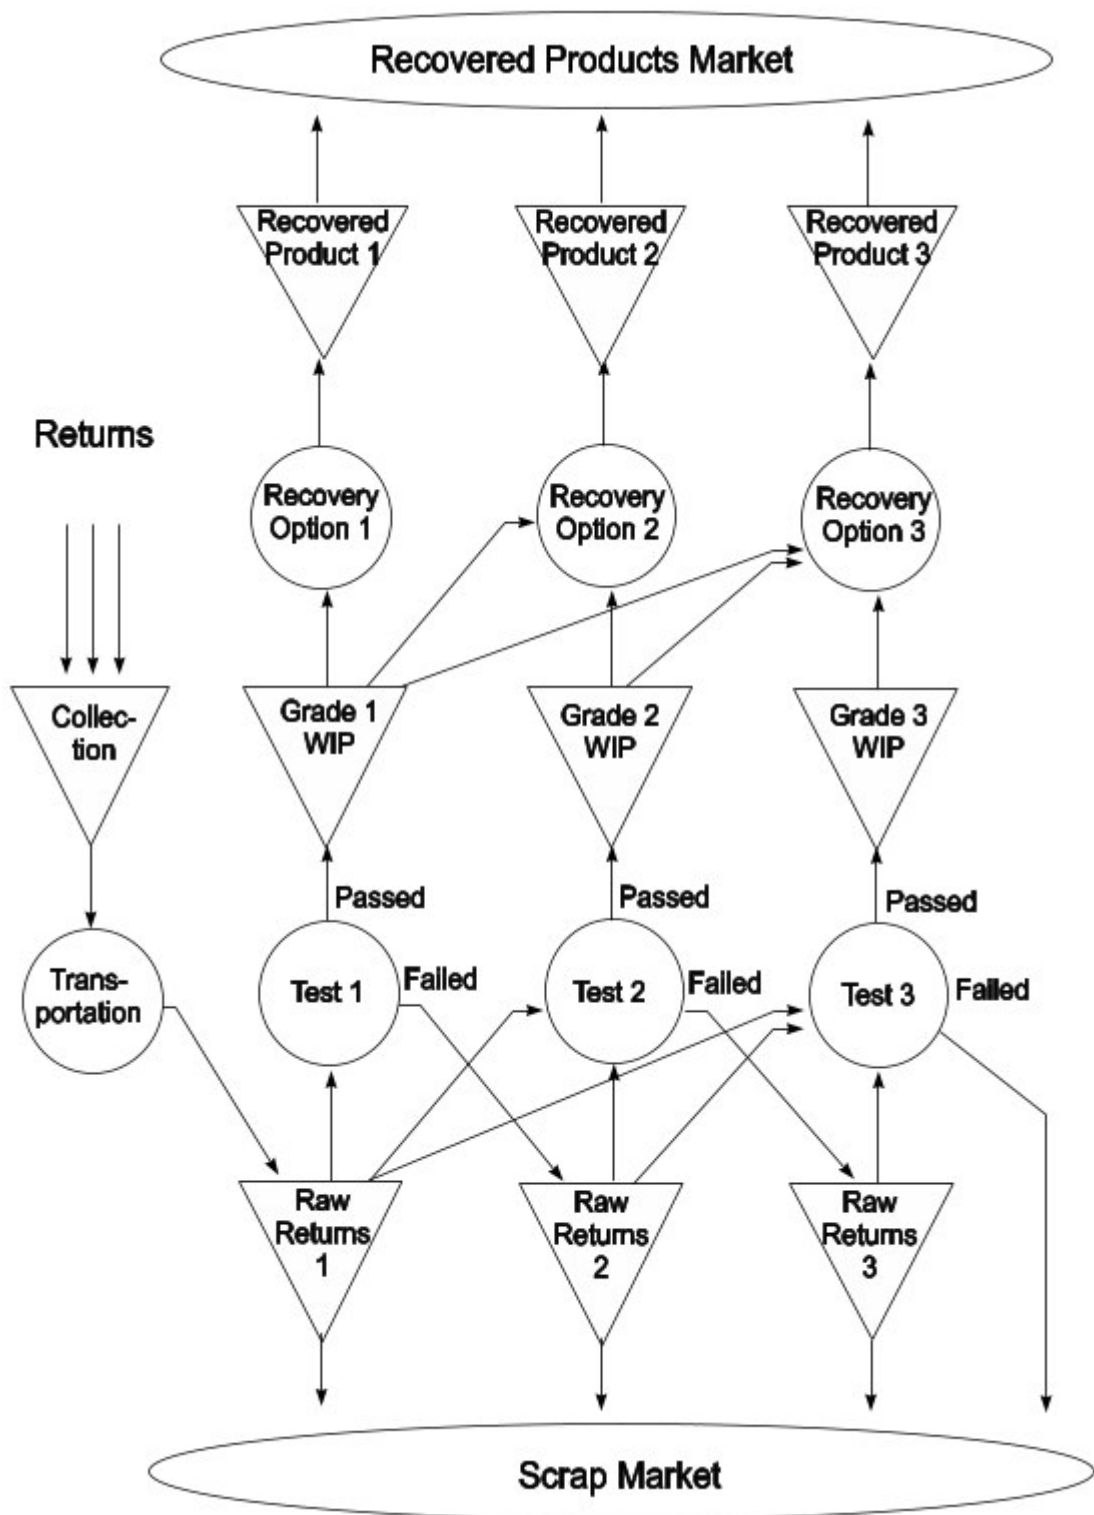 Recovered Products Market
Recovered
Product 1
Recovered
Product 2
Recovered
Product 3
Returns
Recovery
Option 1
Recovery
Option 2
Recovery
Option 3
Collec-
tion
Grade 1
WIP
Grade 2
WIP
Grade 3
WIP
Passed
Passed
Passed
Trans-
portation
Test 1
Failed
Test 2
Failed
Test 3
Failed
Raw
Returns
1
Raw
Returns
2
Raw
Returns
3
Scrap Market